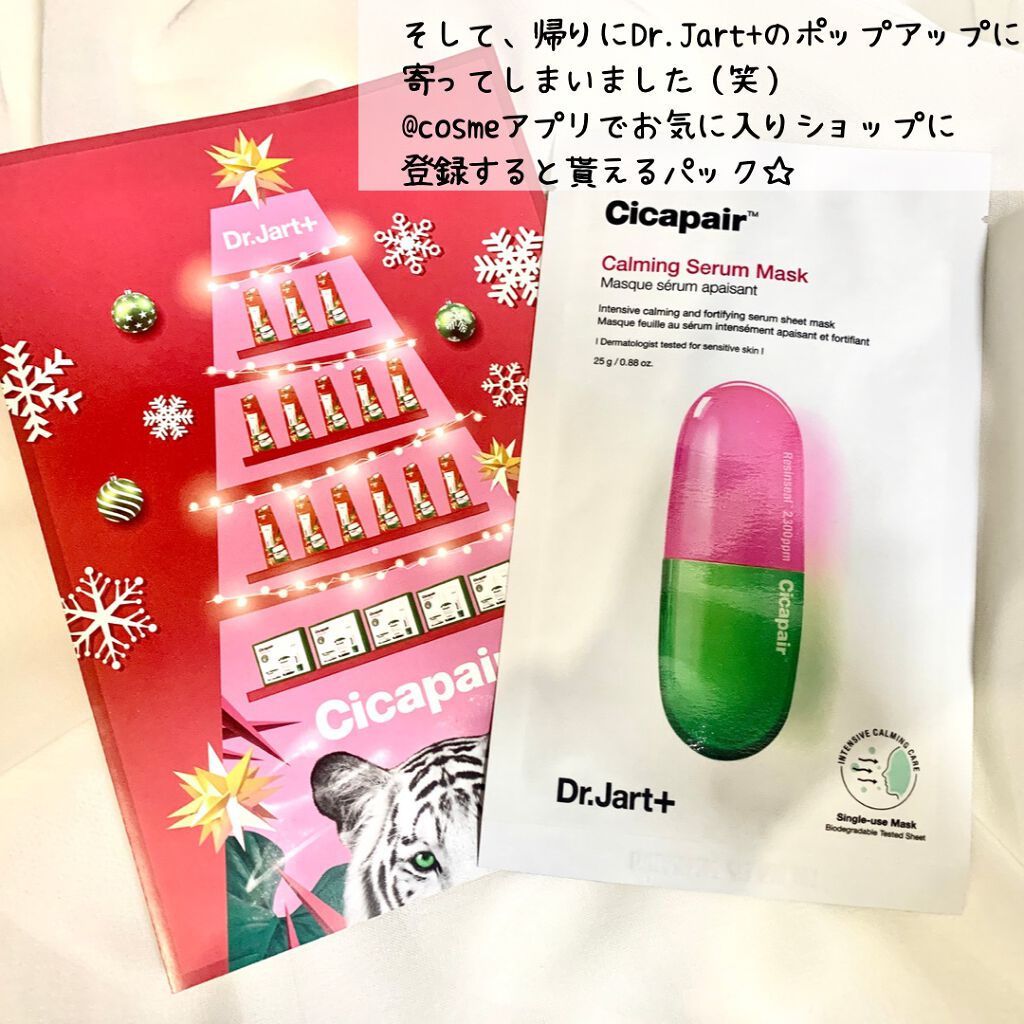 そして、帰りにDr.Jart+のポップアップに
寄ってしまいました（笑）
@cosmeアプリでお気に入りショップに
登録すると貰えるパック☆
Dr.Jart+
Cicapair
Cicapair™
Calming Serum Mask
Masque sérum apaisant
Intensive calming and fortifying serum sheet mask
Masque feuille au sérum intensément apaisant et fortifiant
I Dermatologist tested for sensitive skin I
25 g / 0.88 oz.
Resinseal™ 2,300ppm
Cicapair™
INTENSIVE CALMING CARE
Single-use Mask
Biodegradable Tested Sheet
Dr.Jart+